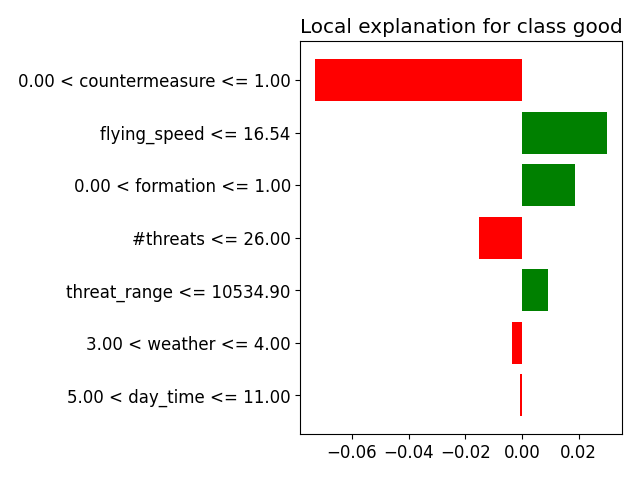 Local explanation for class good
0.00 < countermeasure <= 1.00
flying_speed <= 16.54
0.00 < formation <= 1.00
#threats <= 26.00
threat_range <= 10534.90
3.00 < weather <= 4.00
5.00 < day_time <= 11.00
−0.06 −0.04 −0.02 0.00 0.02